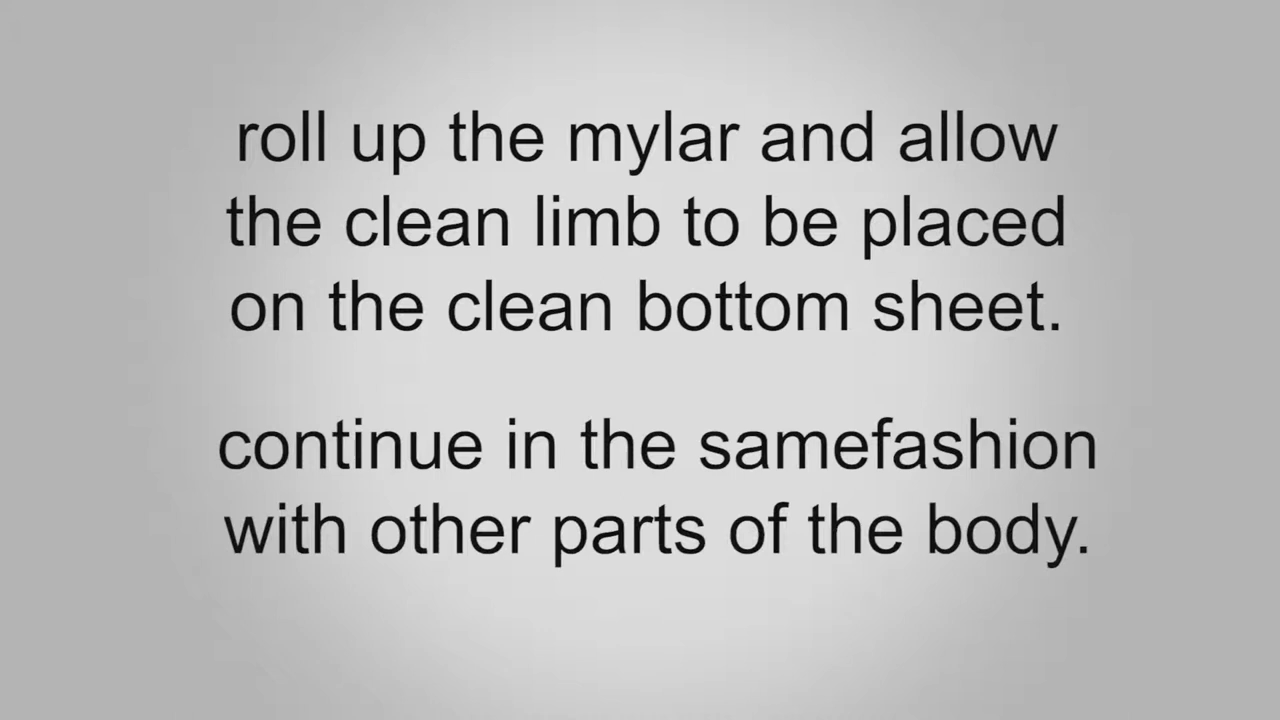 roll up the mylar and allow
the clean limb to be placed
on the clean bottom sheet.
continue in the samefashion
with other parts of the body.